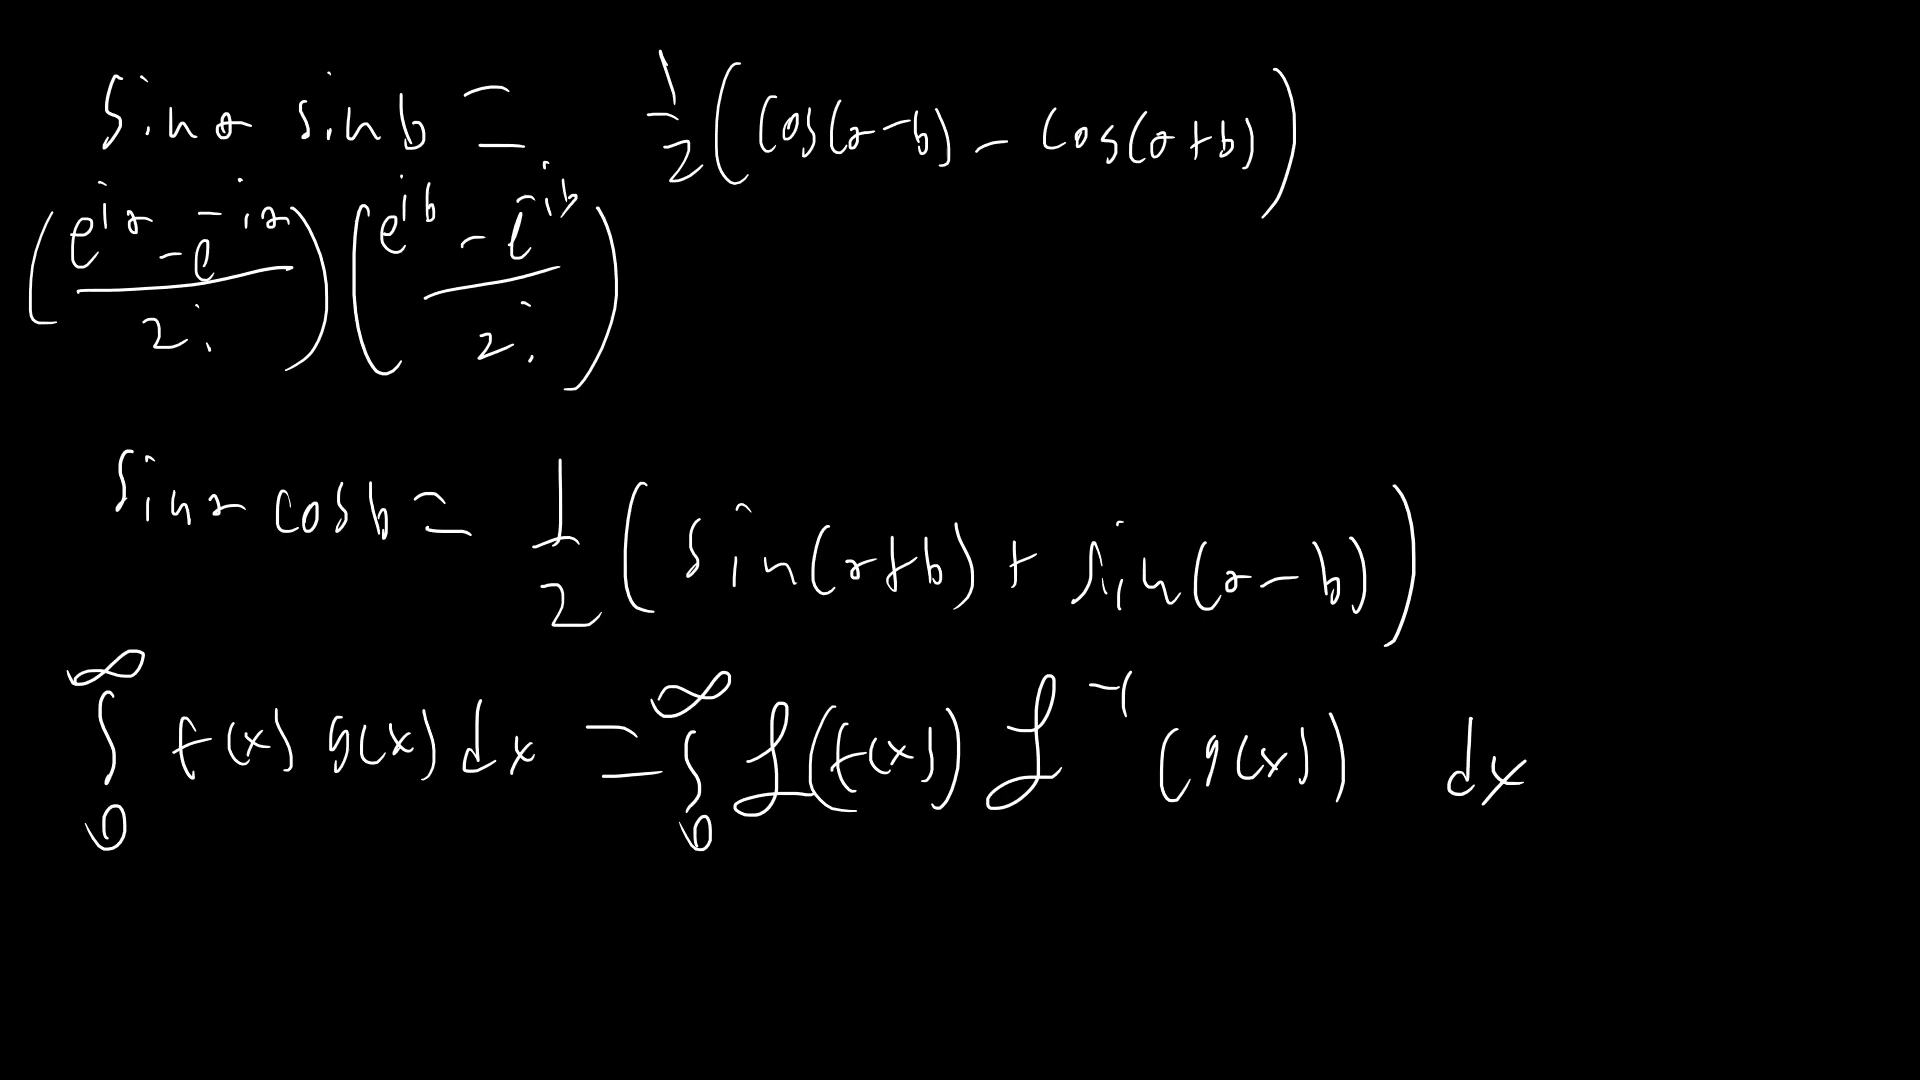 sin a sin b = 1/2 (cos(a-b) - cos(a+b))
((e^{ia} - e^{-ia})/2i) ((e^{ib} - e^{-ib})/2i)
sin a cos b = 1/2 (sin(a+b) + sin(a-b))
∫_0^∞ f(x) g(x) dx = ∫_0^∞ ℒ(f(x)) ℒ^{-1} (g(x)) dx